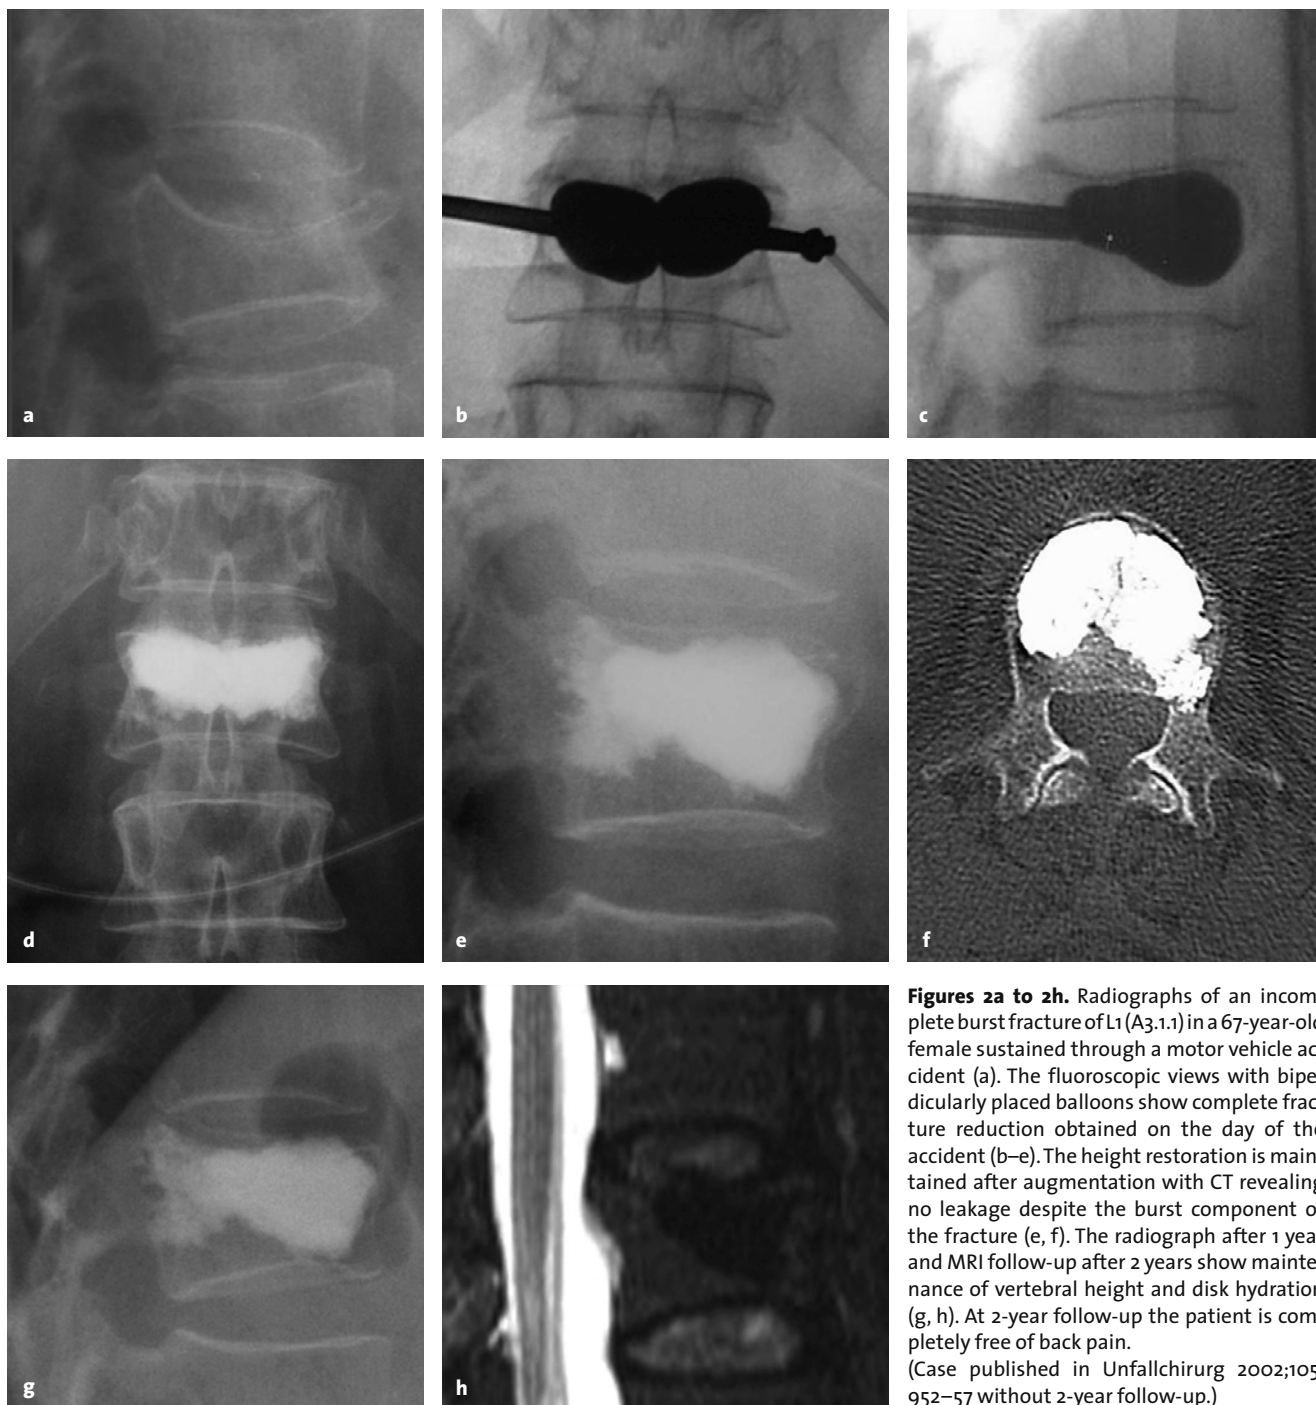 a
b
c
d
e
f
g
h
Figures 2a to 2h. Radiographs of an incom
plete burst fracture of L1 (A3.1.1) in a 67-year-old
female sustained through a motor vehicle ac
cident (a). The fluoroscopic views with bipe
dicularly placed balloons show complete frac
ture reduction obtained on the day of the
accident (b–e). The height restoration is main
tained after augmentation with CT revealing
no leakage despite the burst component o
the fracture (e, f). The radiograph after 1 yea
and MRI follow-up after 2 years show mainte
nance of vertebral height and disk hydration
(g, h). At 2-year follow-up the patient is com
pletely free of back pain.
(Case published in Unfallchirurg 2002;105
952–57 without 2-year follow-up.)